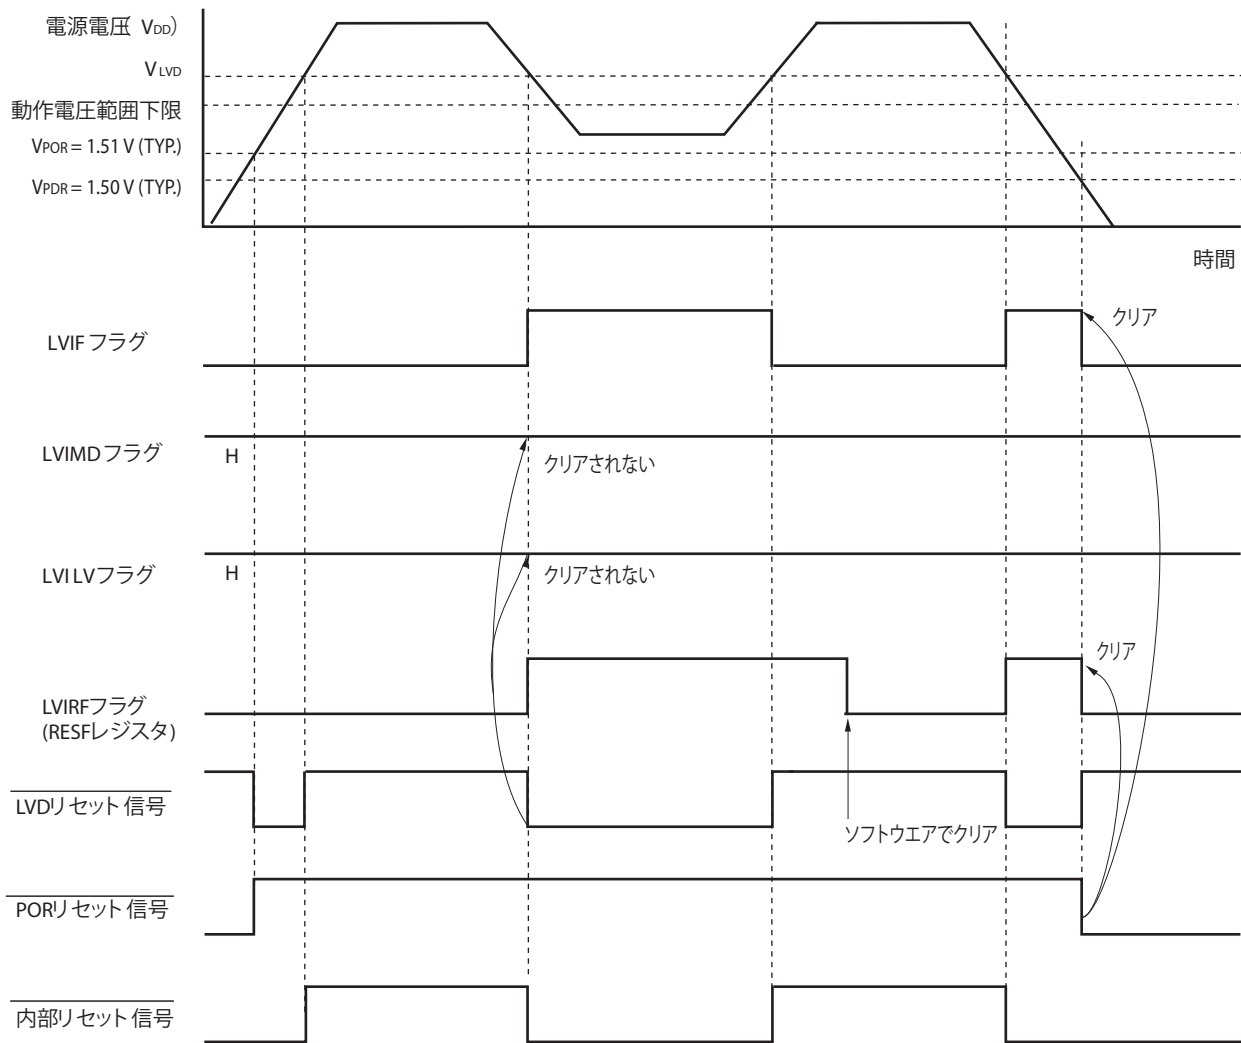 電源電圧 VDD）
VLVD
動作電圧範囲下限
VPOR = 1.51 V (TYP.)
VPDR = 1.50 V (TYP.)
時間
LVIF フラグ
クリア
LVIMDフラグ
H
クリアされない
LVILVフラグ
H
クリアされない
クリア
LVIRFフラグ
(RESFレジスタ)
LVDリセット信号
ソフトウエアでクリア
PORリセット信号
内部リセット信号